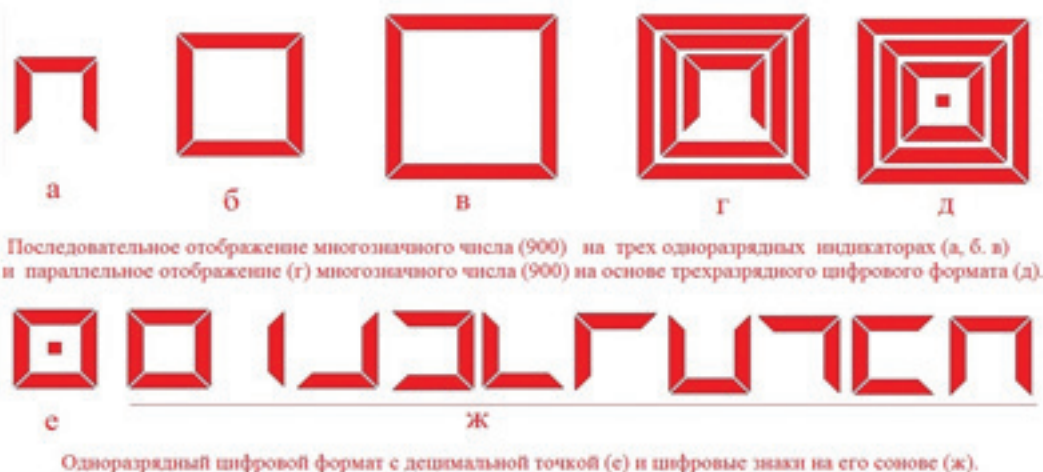 а б в г д
Последовательное отображение многозначного числа (900) на трех одноразрядных индикаторах (а, б. в)
и параллельное отображение (г) многозначного числа (900) на основе трехразрядного цифрового формата (д).
е ж
Одноразрядный цифровой формат с децимальной точкой (е) и цифровые знаки на его сонове (ж).